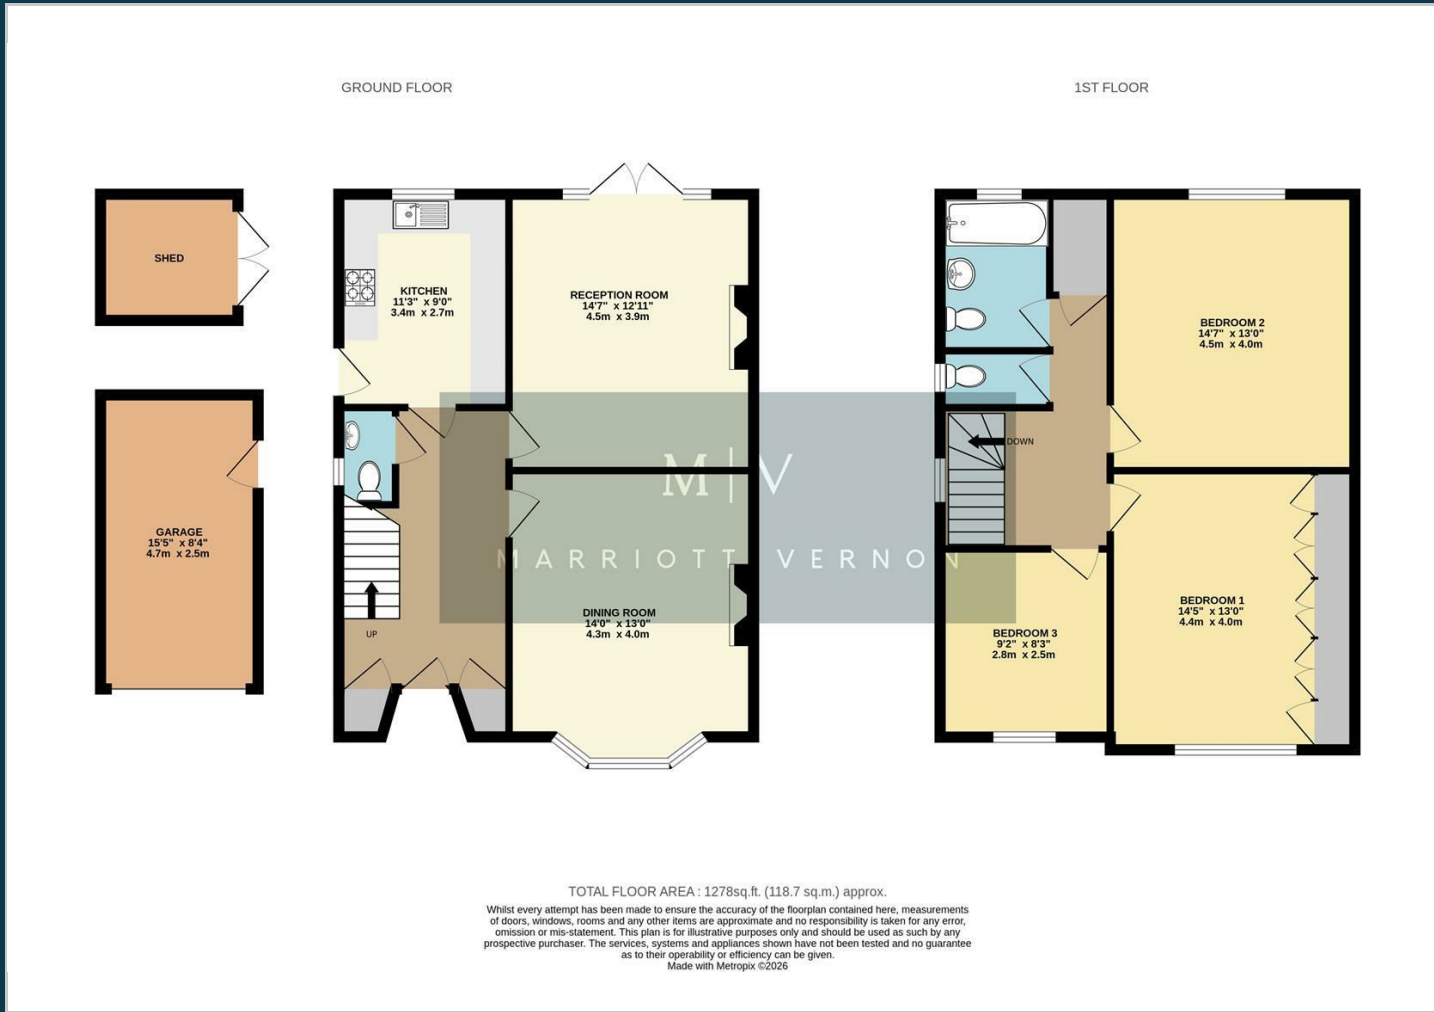 GROUND FLOOR
1ST FLOOR
SHED
KITCHEN
11'3" x 9'0"
3.4m x 2.7m
RECEPTION ROOM
14'7" x 12'11"
4.5m x 3.9m
BEDROOM 2
14'7" x 13'0"
4.5m x 4.0m
DOWN
M | V
MARRIOTT VERNON
GARAGE
15'5" x 8'4"
4.7m x 2.5m
UP
DINING ROOM
14'0" x 13'0"
4.3m x 4.0m
BEDROOM 3
9'2" x 8'3"
2.8m x 2.5m
BEDROOM 1
14'5" x 13'0"
4.4m x 4.0m
TOTAL FLOOR AREA : 1278sq.ft. (118.7 sq.m.) approx.
Whilst every attempt has been made to ensure the accuracy of the floorplan contained here, measurements
of doors, windows, rooms and any other items are approximate and no responsibility is taken for any error,
omission or mis-statement. This plan is for illustrative purposes only and should be used as such by any
prospective purchaser. The services, systems and appliances shown have not been tested and no guarantee
as to their operability or efficiency can be given.
Made with Metropix ©2026